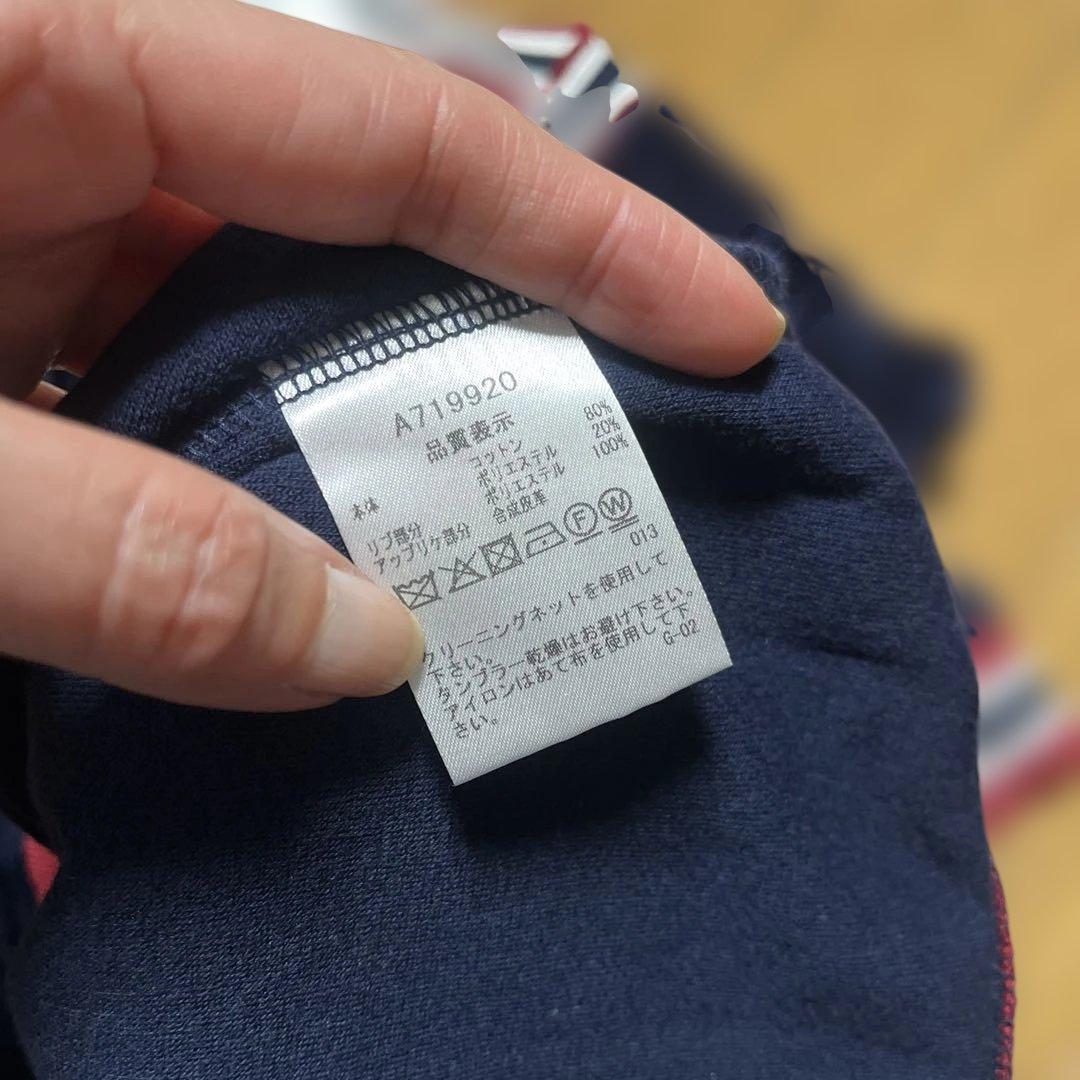 A719920
品質表示
本体 コットン 80%
ポリエステル 20%
リブ部分 ポリエステル 100%
アップリケ部分 合成皮革
F W
013
クリーニングネットを使用して
下さい。
タンブラー乾燥はお避け下さい。
アイロンはあて布を使用して下
さい。
G-02